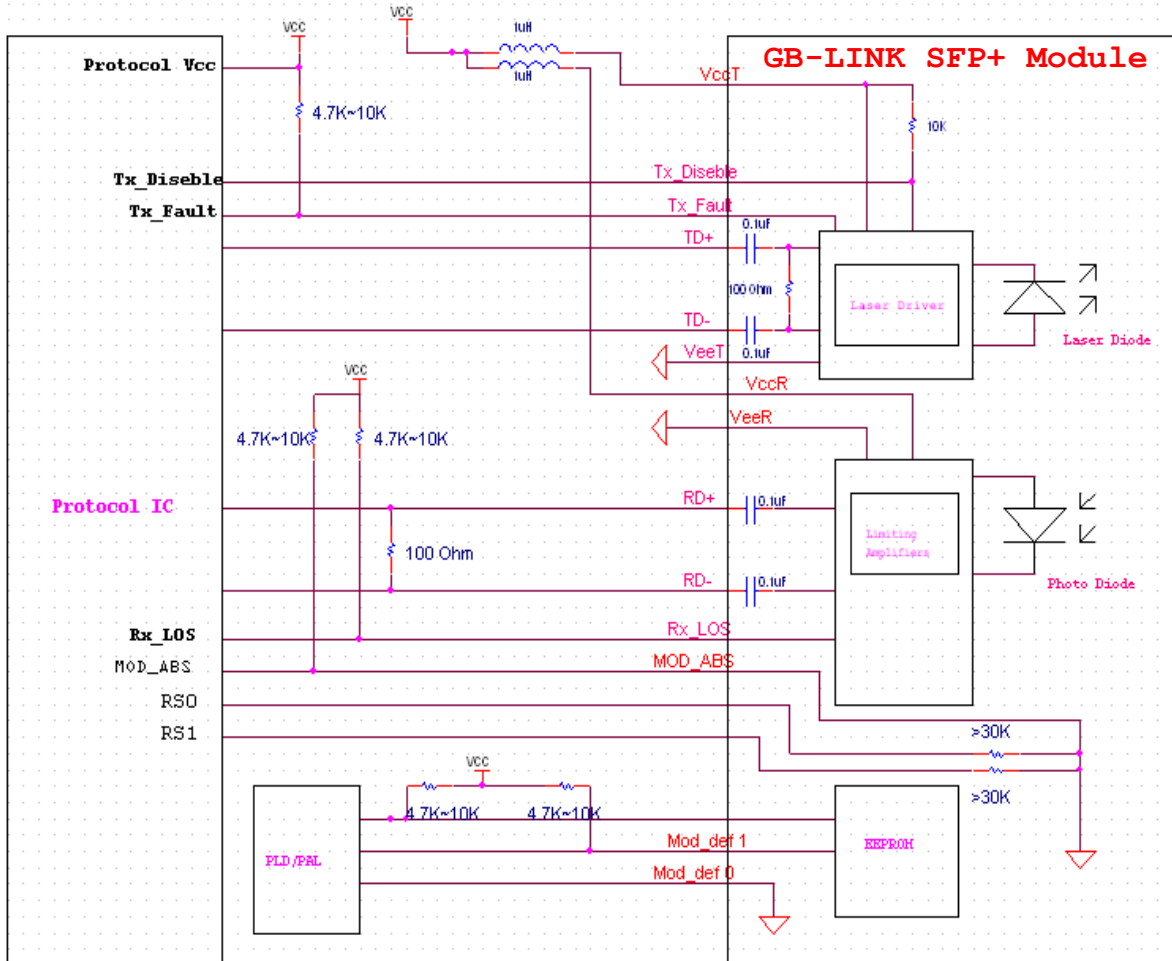 VCC
VCC
1uH
1uH
GB-LINK SFP+ Module
Protocol Vcc
VccT
4.7K~10K
10K
Tx_Diseble
Tx_Diseble
Tx_Fault
Tx_Fault
0.1uf
TD+
100 Ohm
Laser Driver
TD-
Laser Diode
VeeT
0.1uf
VCC
VccR
VeeR
4.7K~10K
4.7K~10K
Protocol IC
RD+
0.1uf
Limiting
Amplifiers
100 Ohm
RD-
0.1uf
Photo Diode
Rx_LOS
Rx_LOS
MOD_ABS
MOD_ABS
RS0
RS1
>30K
>30K
VCC
4.7K~10K
4.7K~10K
Mod_def 1
EEPROM
PLD/PAL
Mod_def 0